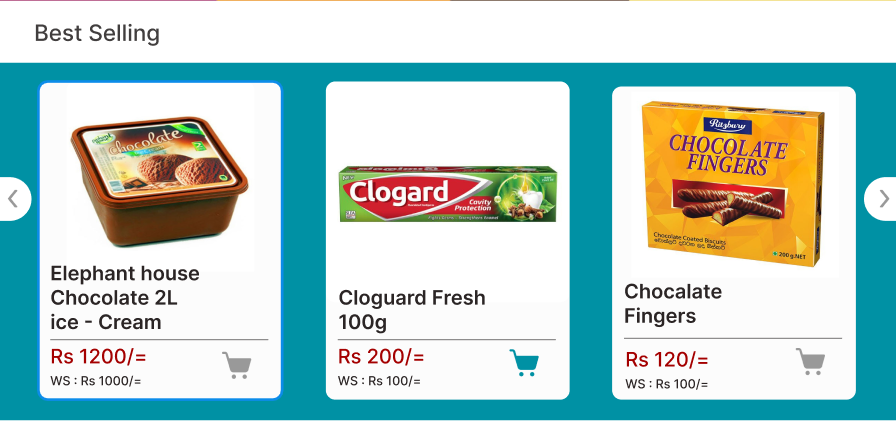 Best Selling
Chocolate
Elephant house
Chocolate 2L
ice - Cream
Rs 1200/=
WS : Rs 1000/=
Clogard
Cavity
Protection
Cloguard Fresh
100g
Rs 200/=
WS : Rs 100/=
Ritzbury
CHOCOLATE
FINGERS
Chocolate Coated Biscuits
200 g.NET
Chocalate
Fingers
Rs 120/=
WS : Rs 100/=